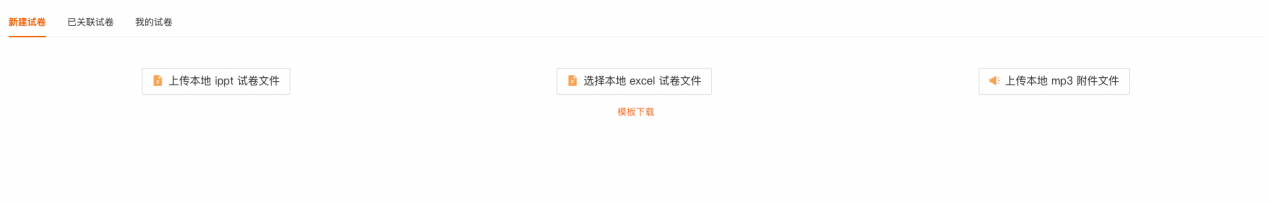 新建试卷 已关联试卷 我的试卷
上传本地 ippt 试卷文件 选择本地 excel 试卷文件 上传本地 mp3 附件文件
模板下载